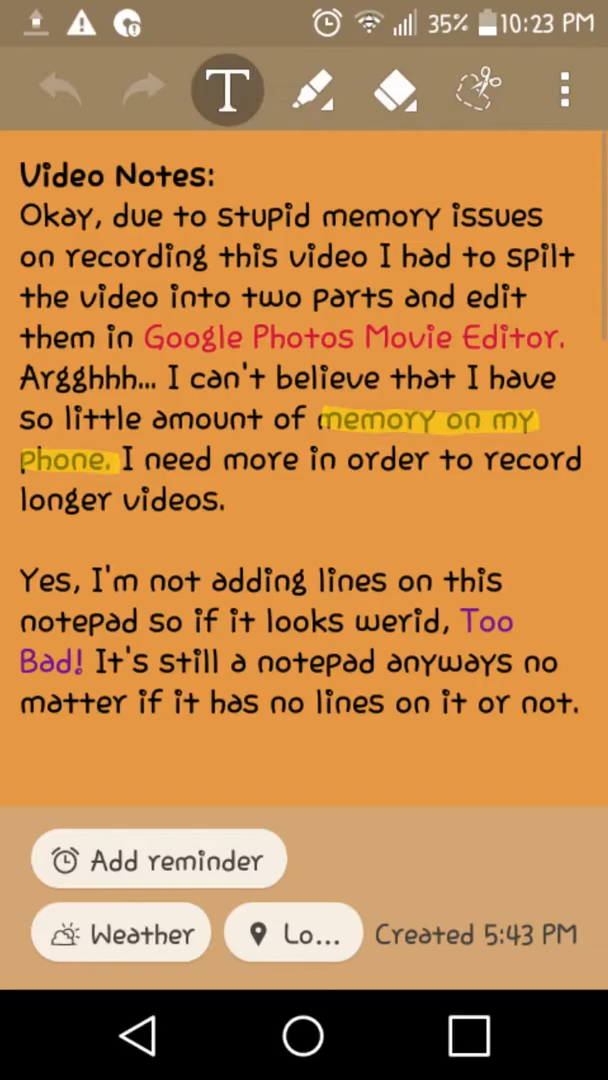 35% 10:23 PM
T
Video Notes:
Okay, due to stupid memory issues
on recording this video I had to spilt
the video into two parts and edit
them in Google Photos Movie Editor.
Argghhh... I can't believe that I have
so little amount of memory on my
phone. I need more in order to record
longer videos.
Yes, I'm not adding lines on this
notepad so if it looks werid, Too
Bad! It's still a notepad anyways no
matter if it has no lines on it or not.
Add reminder
Weather Lo... Created 5:43 PM